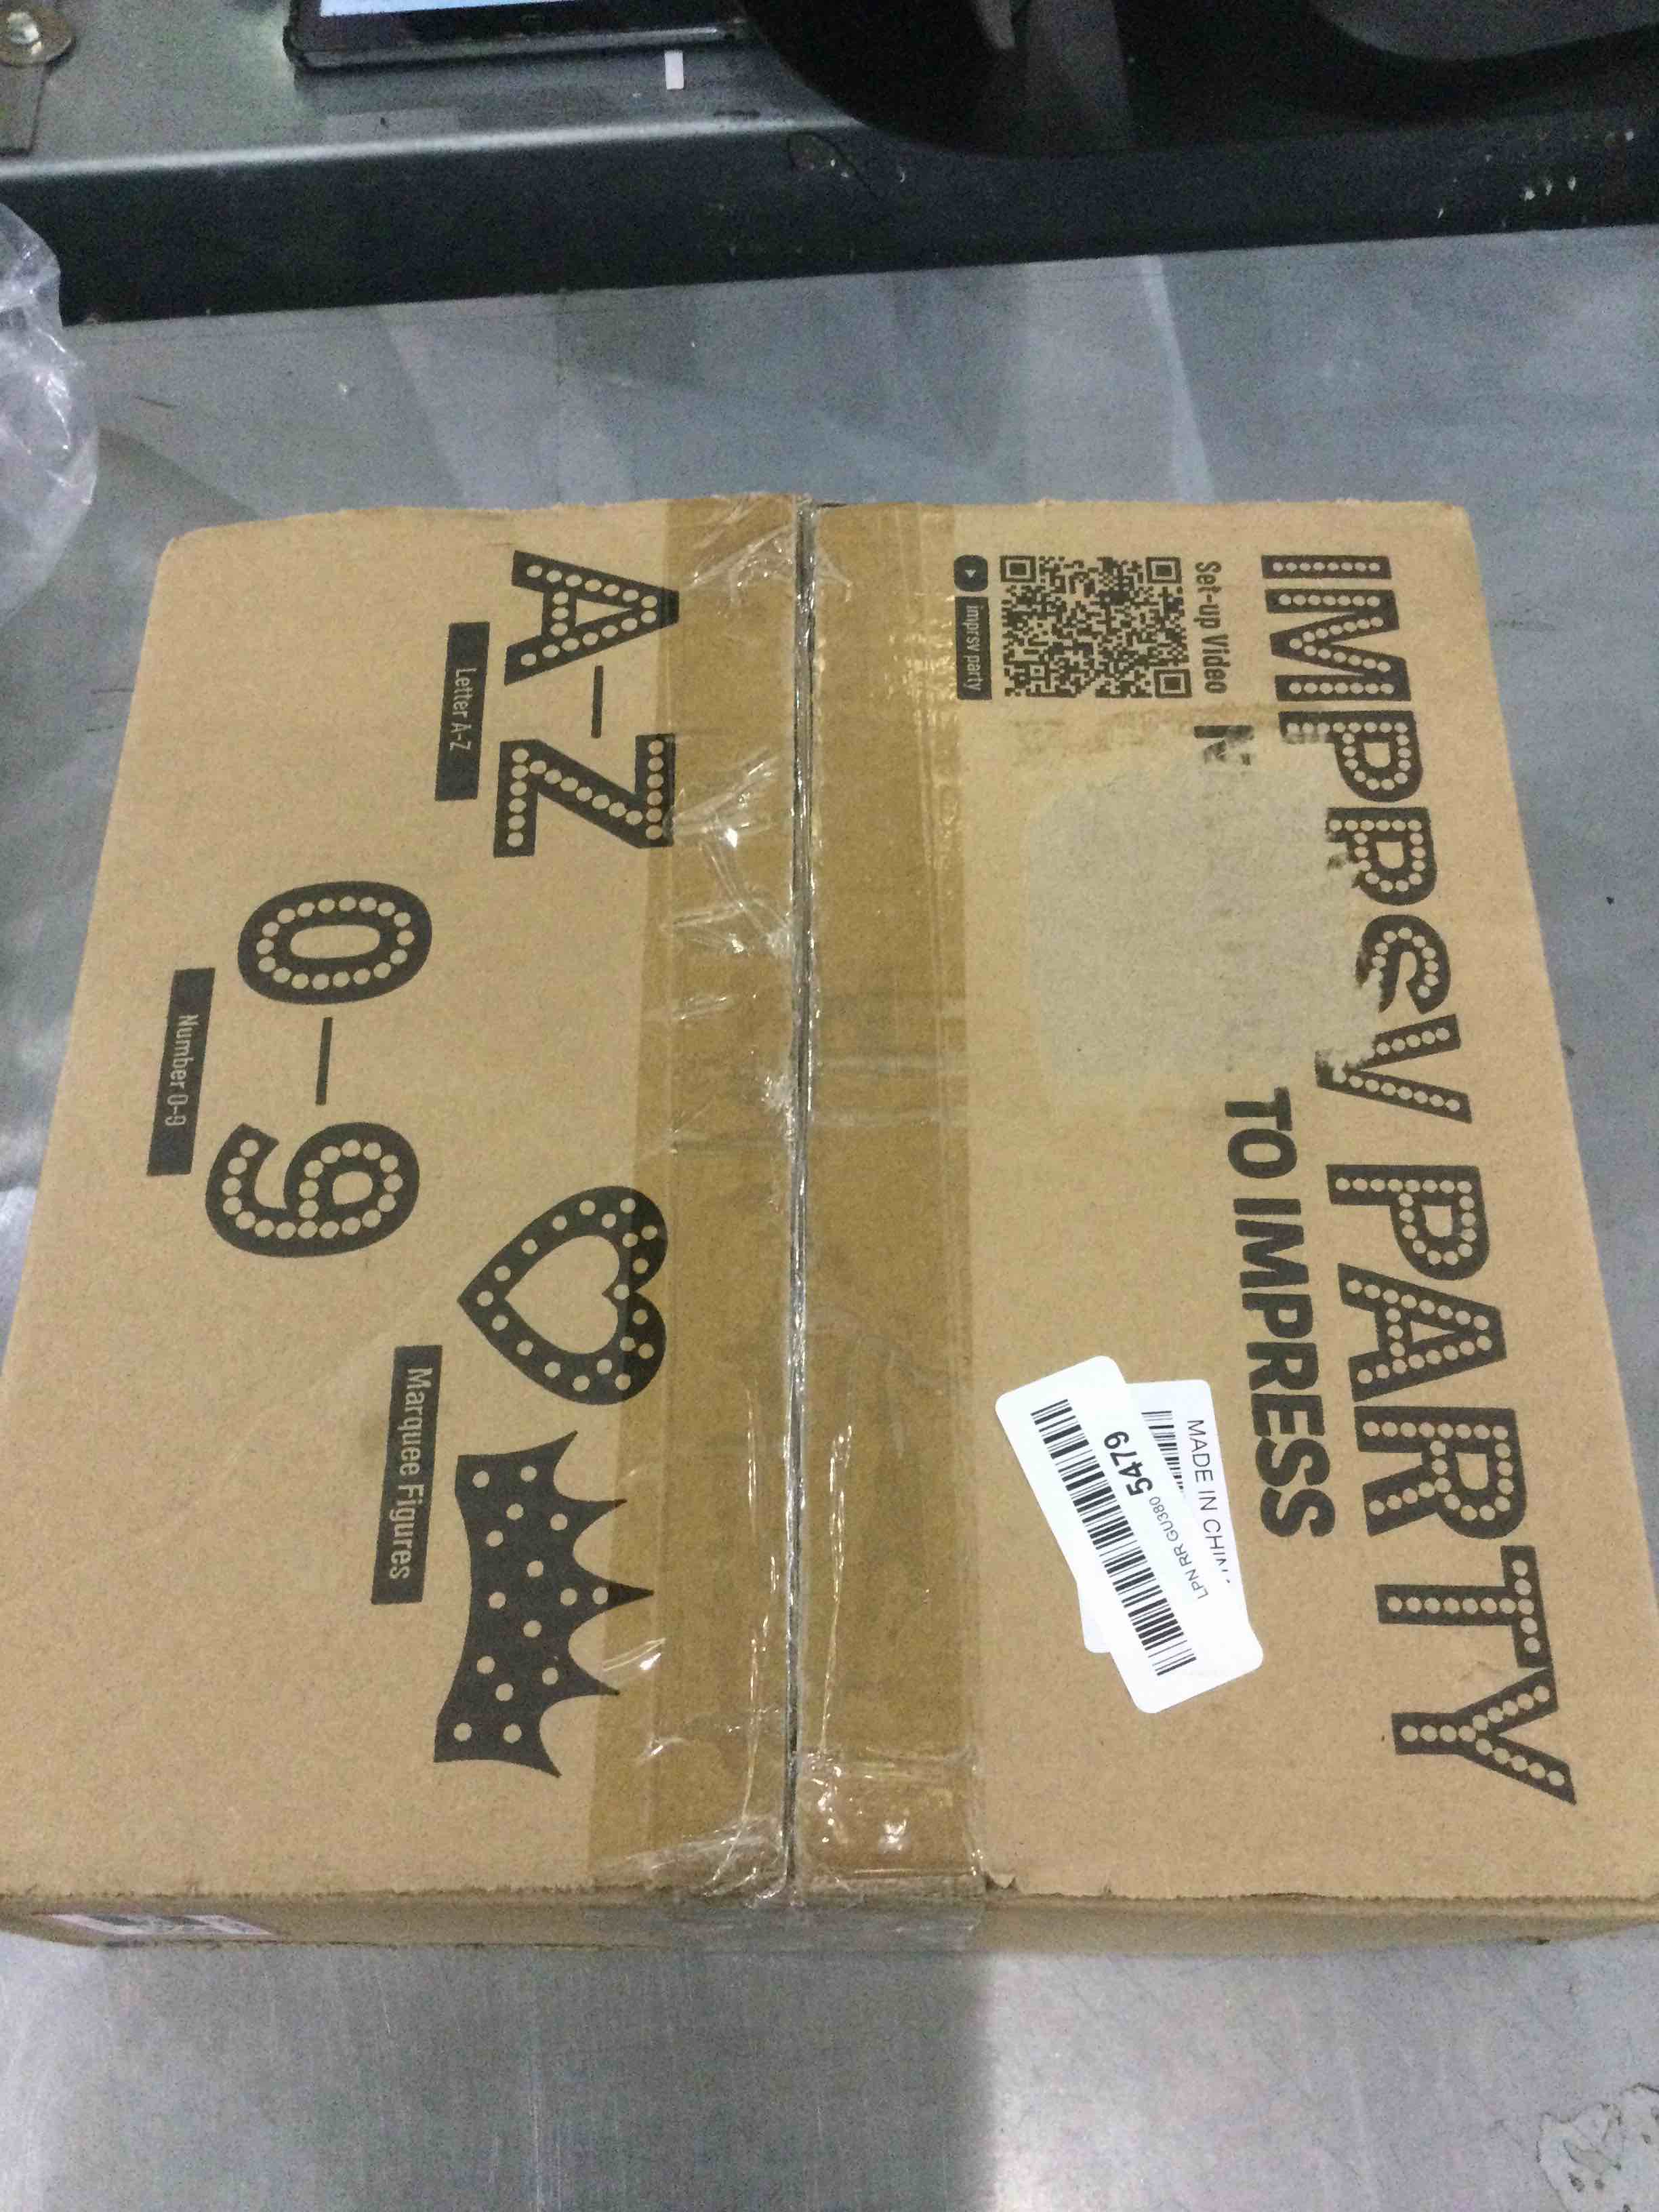 IMPRSV PARTY
TO IMPRESS
Set-up Video
imprsv party
MADE IN CHIN
LPN RR GU380 5479
A-Z
Letter A-Z
0-9
Number 0-9
Marquee Figures